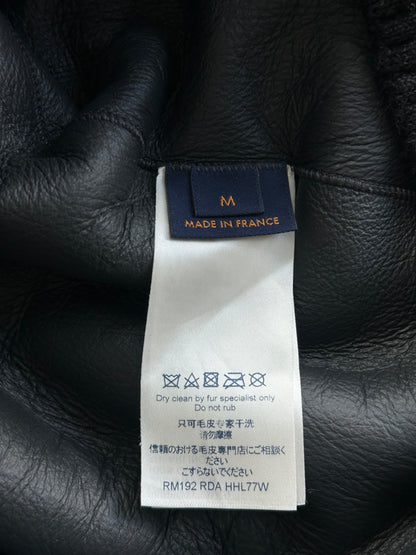 M
MADE IN FRANCE
Dry clean by fur specialist only
Do not rub
只可毛皮专家干洗
请勿摩擦
信頼のおける毛皮専門店にご相談く
ださい
こすらないでください
RM192 RDA HHL77W